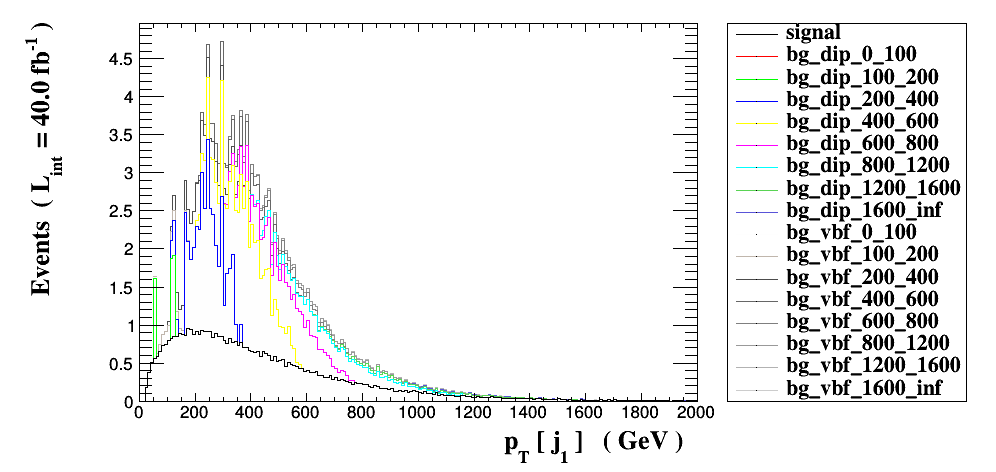 Events ( L_int = 40.0 fb^-1 )
4.5
4
3.5
3
2.5
2
1.5
1
0.5
0
0 200 400 600 800 1000 1200 1400 1600 1800 2000
p_T [ j_1 ] ( GeV )
signal
bg_dip_0_100
bg_dip_100_200
bg_dip_200_400
bg_dip_400_600
bg_dip_600_800
bg_dip_800_1200
bg_dip_1200_1600
bg_dip_1600_inf
bg_vbf_0_100
bg_vbf_100_200
bg_vbf_200_400
bg_vbf_400_600
bg_vbf_600_800
bg_vbf_800_1200
bg_vbf_1200_1600
bg_vbf_1600_inf